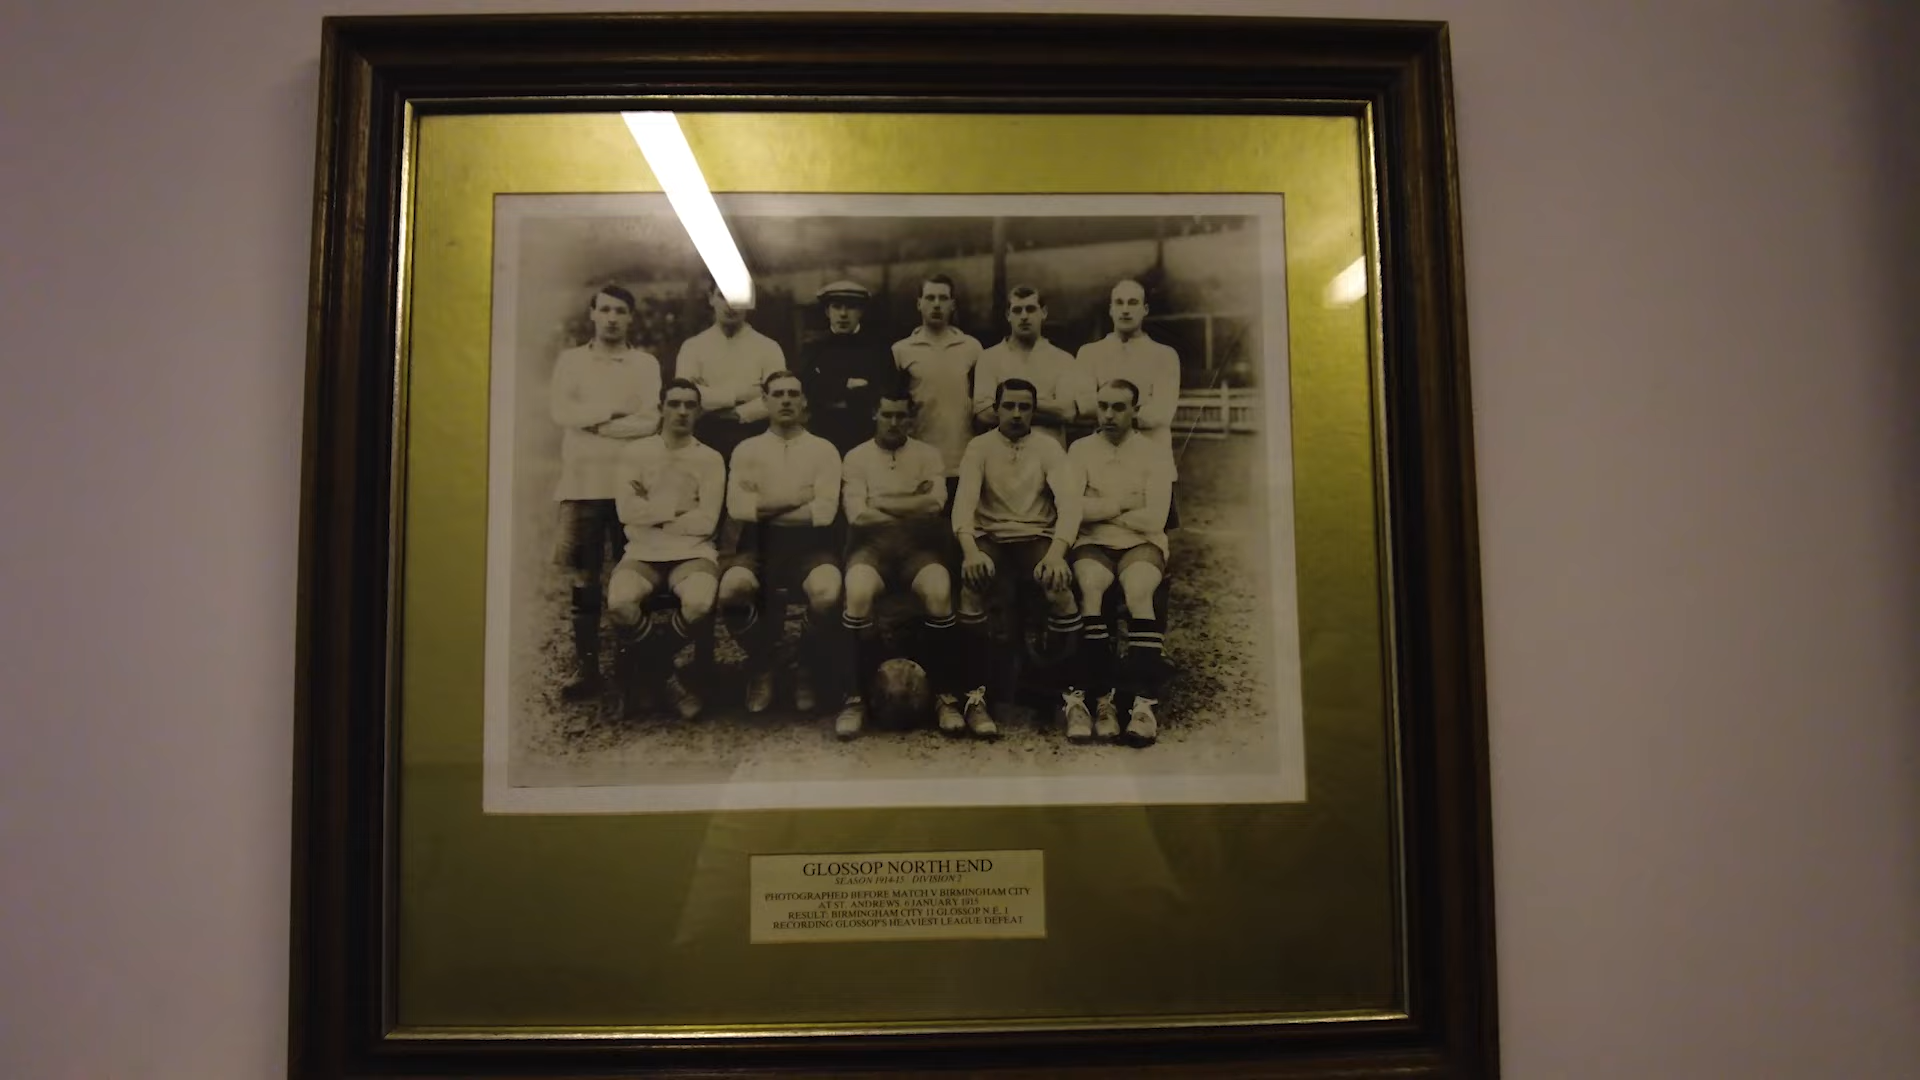 GLOSSOP NORTH END
SEASON 1914-15 DIVISION 2
PHOTOGRAPHED BEFORE MATCH V BIRMINGHAM CITY
AT ST. ANDREWS 6 JANUARY 1915
RESULT: BIRMINGHAM CITY 11 GLOSSOP N.E. 1
RECORDING GLOSSOP'S HEAVIEST LEAGUE DEFEAT